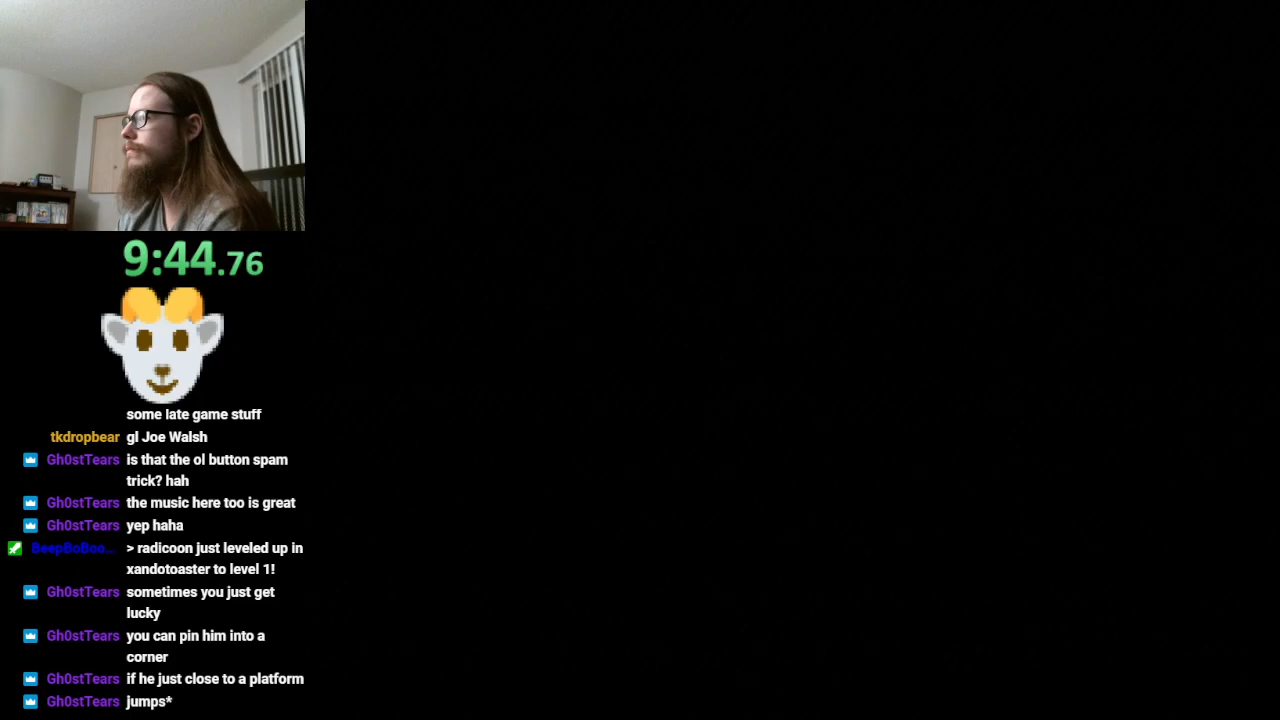 9:44.76
some late game stuff
tkdropbear gl Joe Walsh
Gh0stTears is that the ol button spam
trick? hah
Gh0stTears the music here too is great
Gh0stTears yep haha
BeepBoBoo... > radicoon just leveled up in
xandotoaster to level 1!
Gh0stTears sometimes you just get
lucky
Gh0stTears you can pin him into a
corner
Gh0stTears if he just close to a platform
Gh0stTears jumps*